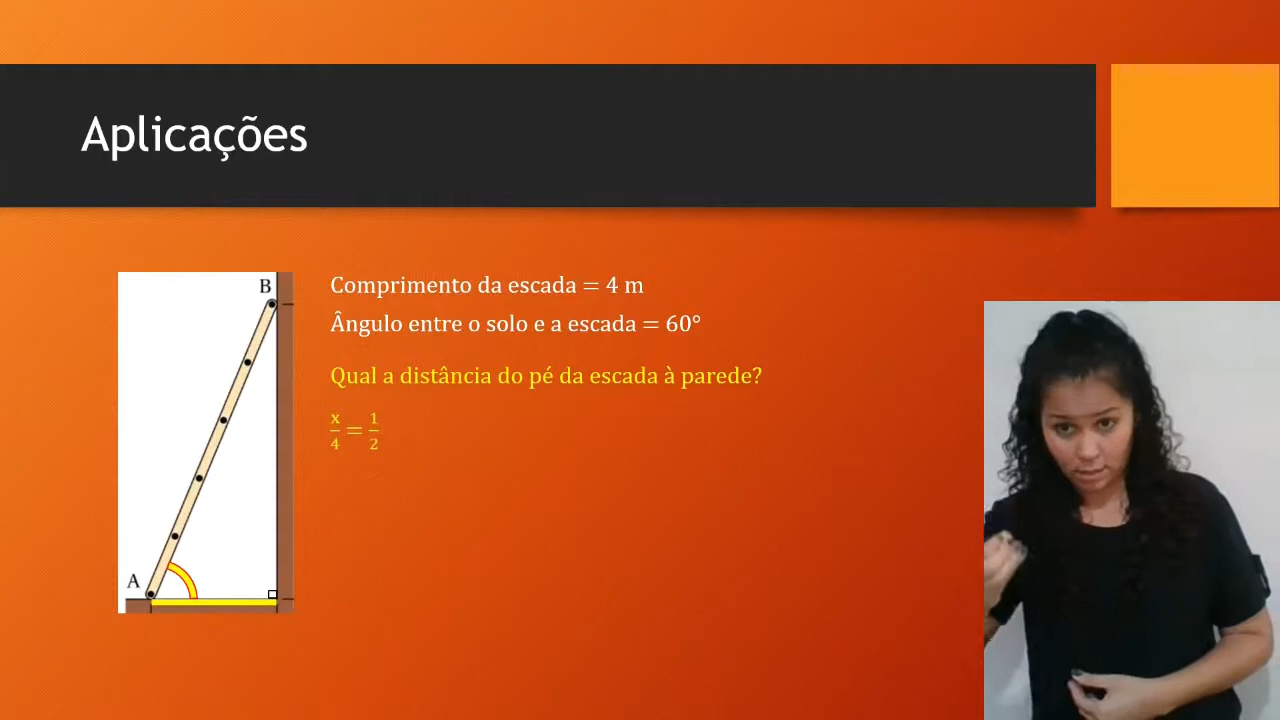 Aplicações
Comprimento da escada = 4 m
Ângulo entre o solo e a escada = 60°
Qual a distância do pé da escada à parede?
x/4 = 1/2
B
A